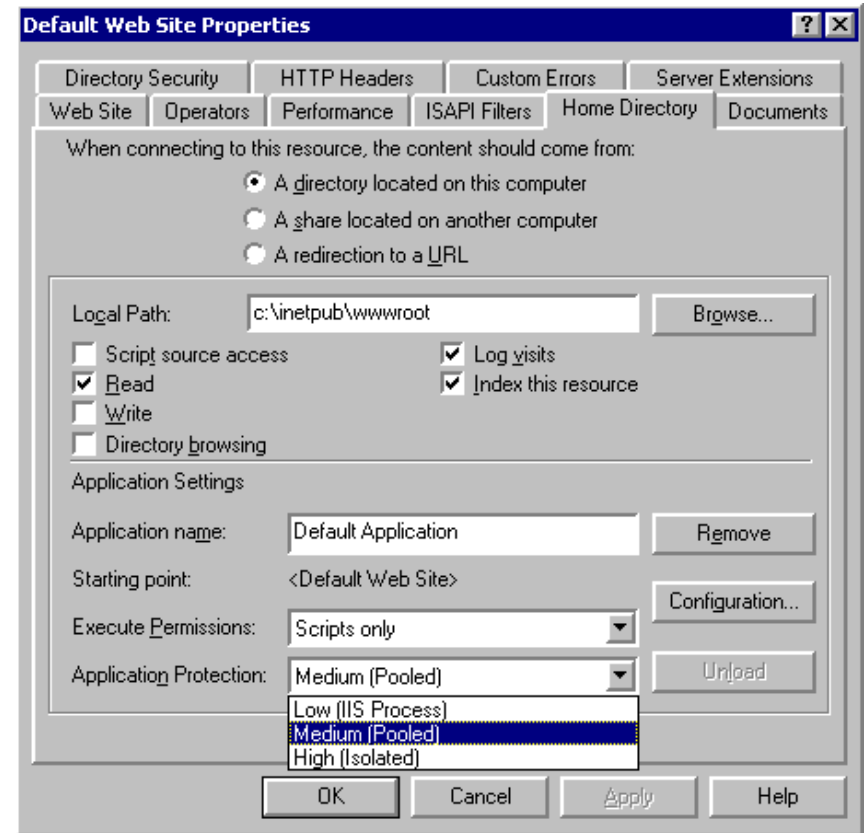 Default Web Site Properties
Directory Security HTTP Headers Custom Errors Server Extensions
Web Site Operators Performance ISAPI Filters Home Directory Documents
When connecting to this resource, the content should come from:
A directory located on this computer
A share located on another computer
A redirection to a URL
Local Path: c:\inetpub\wwwroot Browse...
Script source access Log visits
Read Index this resource
Write
Directory browsing
Application Settings
Application name: Default Application Remove
Starting point: <Default Web Site>
Configuration...
Execute Permissions: Scripts only
Application Protection: Medium (Pooled) Unload
Low (IIS Process)
Medium (Pooled)
High (Isolated)
OK Cancel Apply Help